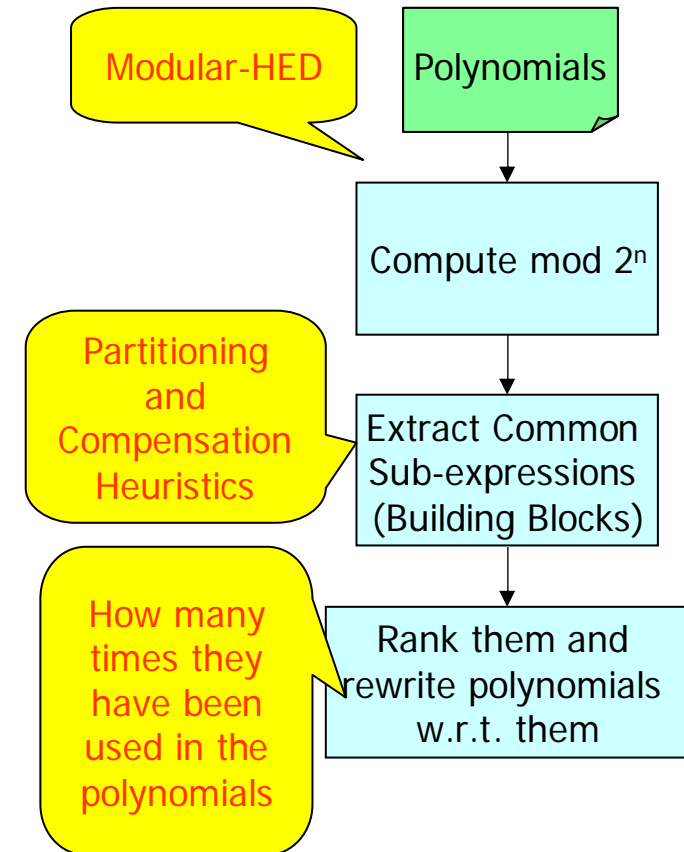 Modular-HED
Polynomials
Compute mod 2ⁿ
Partitioning
and
Compensation
Heuristics
Extract Common
Sub-expressions
(Building Blocks)
How many
times they
have been
used in the
polynomials
Rank them and
rewrite polynomials
w.r.t. them